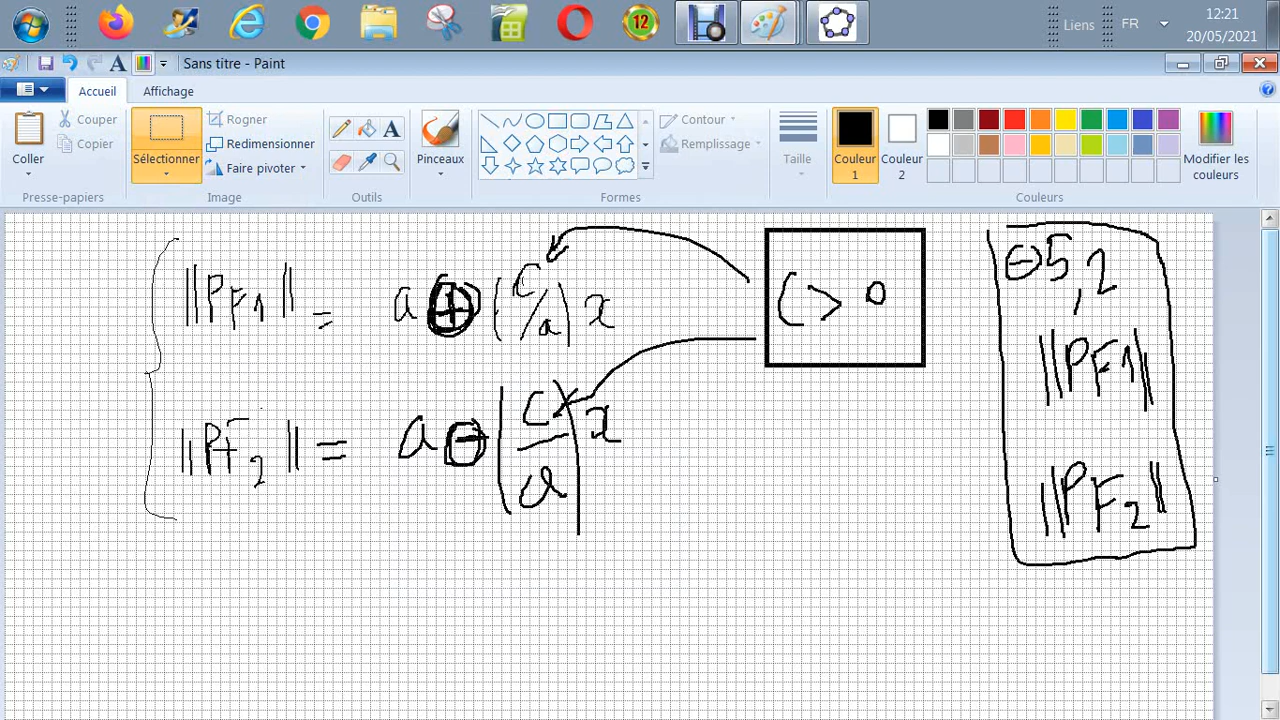 12
Liens
FR
12:21
20/05/2021
Sans titre - Paint
Accueil
Affichage
Coller
Couper
Copier
Presse-papiers
Sélectionner
Rogner
Redimensionner
Faire pivoter
Image
A
Outils
Pinceaux
Contour
Remplissage
Formes
Taille
Couleur 1
Couleur 2
Modifier les couleurs
Couleurs
||PF1|| = a ⊕ (C/a) x
C > 0
||PF2|| = a ⊖ (C/a) x
⊖5,2
||PF1||
||PF2||